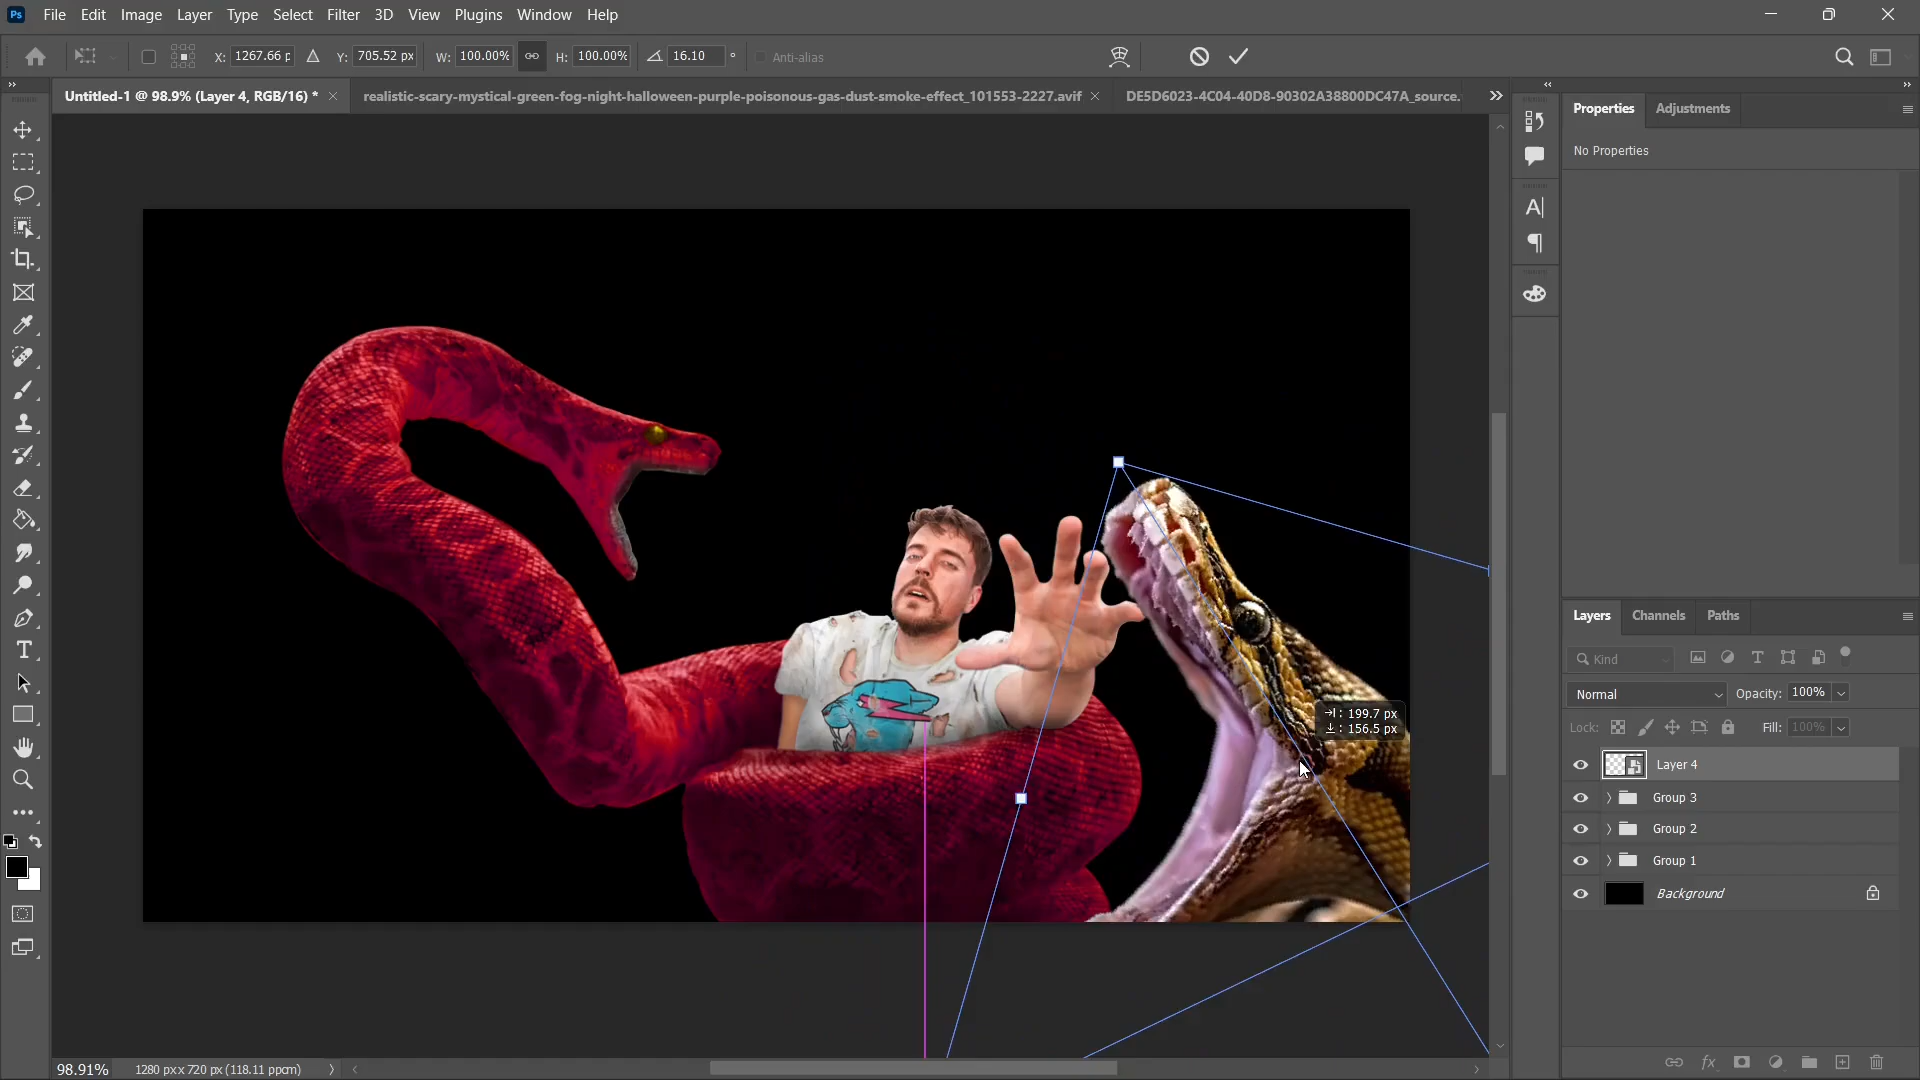 Ps File Edit Image Layer Type Select Filter 3D View Plugins Window Help
X: 1267.66 p Y: 705.52 px W: 100.00% H: 100.00% 16.10 ° Anti-alias
Untitled-1 @ 98.9% (Layer 4, RGB/16) * × realistic-scary-mystical-green-fog-night-halloween-purple-poisonous-gas-dust-smoke-effect_101553-2227.avif × DE5D6023-4C04-40D8-90302A38800DC47A_source.
Properties Adjustments
No Properties
199.7 px
156.5 px
Layers Channels Paths
Kind
Normal Opacity: 100%
Lock: Fill: 100%
Layer 4
Group 3
Group 2
Group 1
Background
98.91% 1280 px x 720 px (118.11 ppcm)